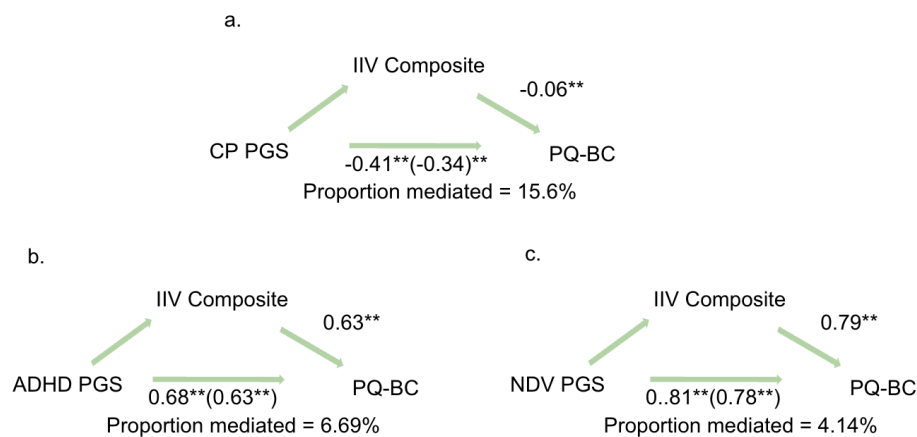 a.
IIV Composite
-0.06**
CP PGS
PQ-BC
-0.41**(-0.34)**
Proportion mediated = 15.6%
b.
IIV Composite
0.63**
ADHD PGS
PQ-BC
0.68**(0.63**)
Proportion mediated = 6.69%
c.
IIV Composite
0.79**
NDV PGS
PQ-BC
0..81**(0.78**)
Proportion mediated = 4.14%